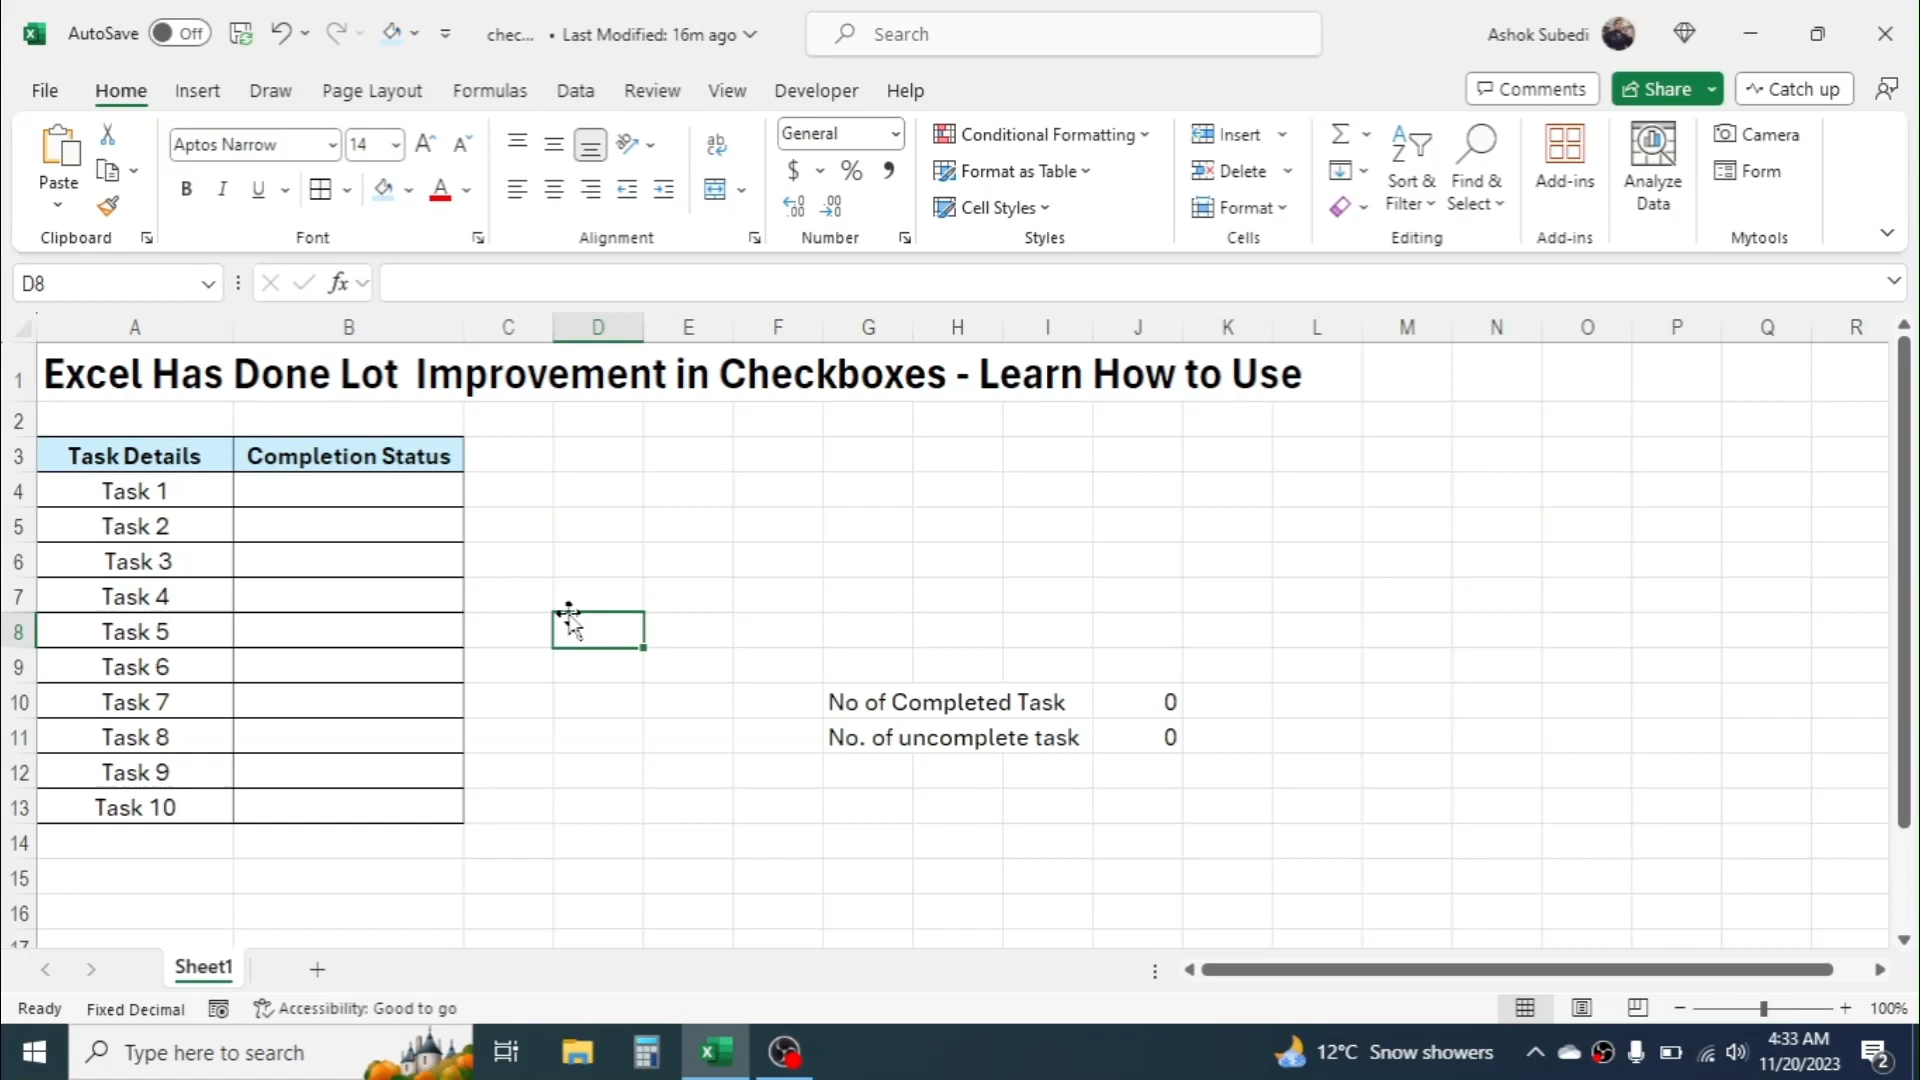 AutoSave Off chec... • Last Modified: 16m ago Search Ashok Subedi
File Home Insert Draw Page Layout Formulas Data Review View Developer Help Comments Share Catch up
Paste Aptos Narrow 14 General Conditional Formatting Insert Sort & Filter Find & Select Add-ins Analyze Data Camera
B I U A ab $ % Format as Table Delete Form
Cell Styles Format
Clipboard Font Alignment Number Styles Cells Editing Add-ins Mytools
D8 fx
A B C D E F G H I J K L M N O P Q R
1 Excel Has Done Lot Improvement in Checkboxes - Learn How to Use
2
3 Task Details Completion Status
4 Task 1
5 Task 2
6 Task 3
7 Task 4
8 Task 5
9 Task 6
10 Task 7 No of Completed Task 0
11 Task 8 No. of uncomplete task 0
12 Task 9
13 Task 10
14
15
16
17
Sheet1
Ready Fixed Decimal Accessibility: Good to go 100%
Type here to search 12°C Snow showers 4:33 AM
11/20/2023 2